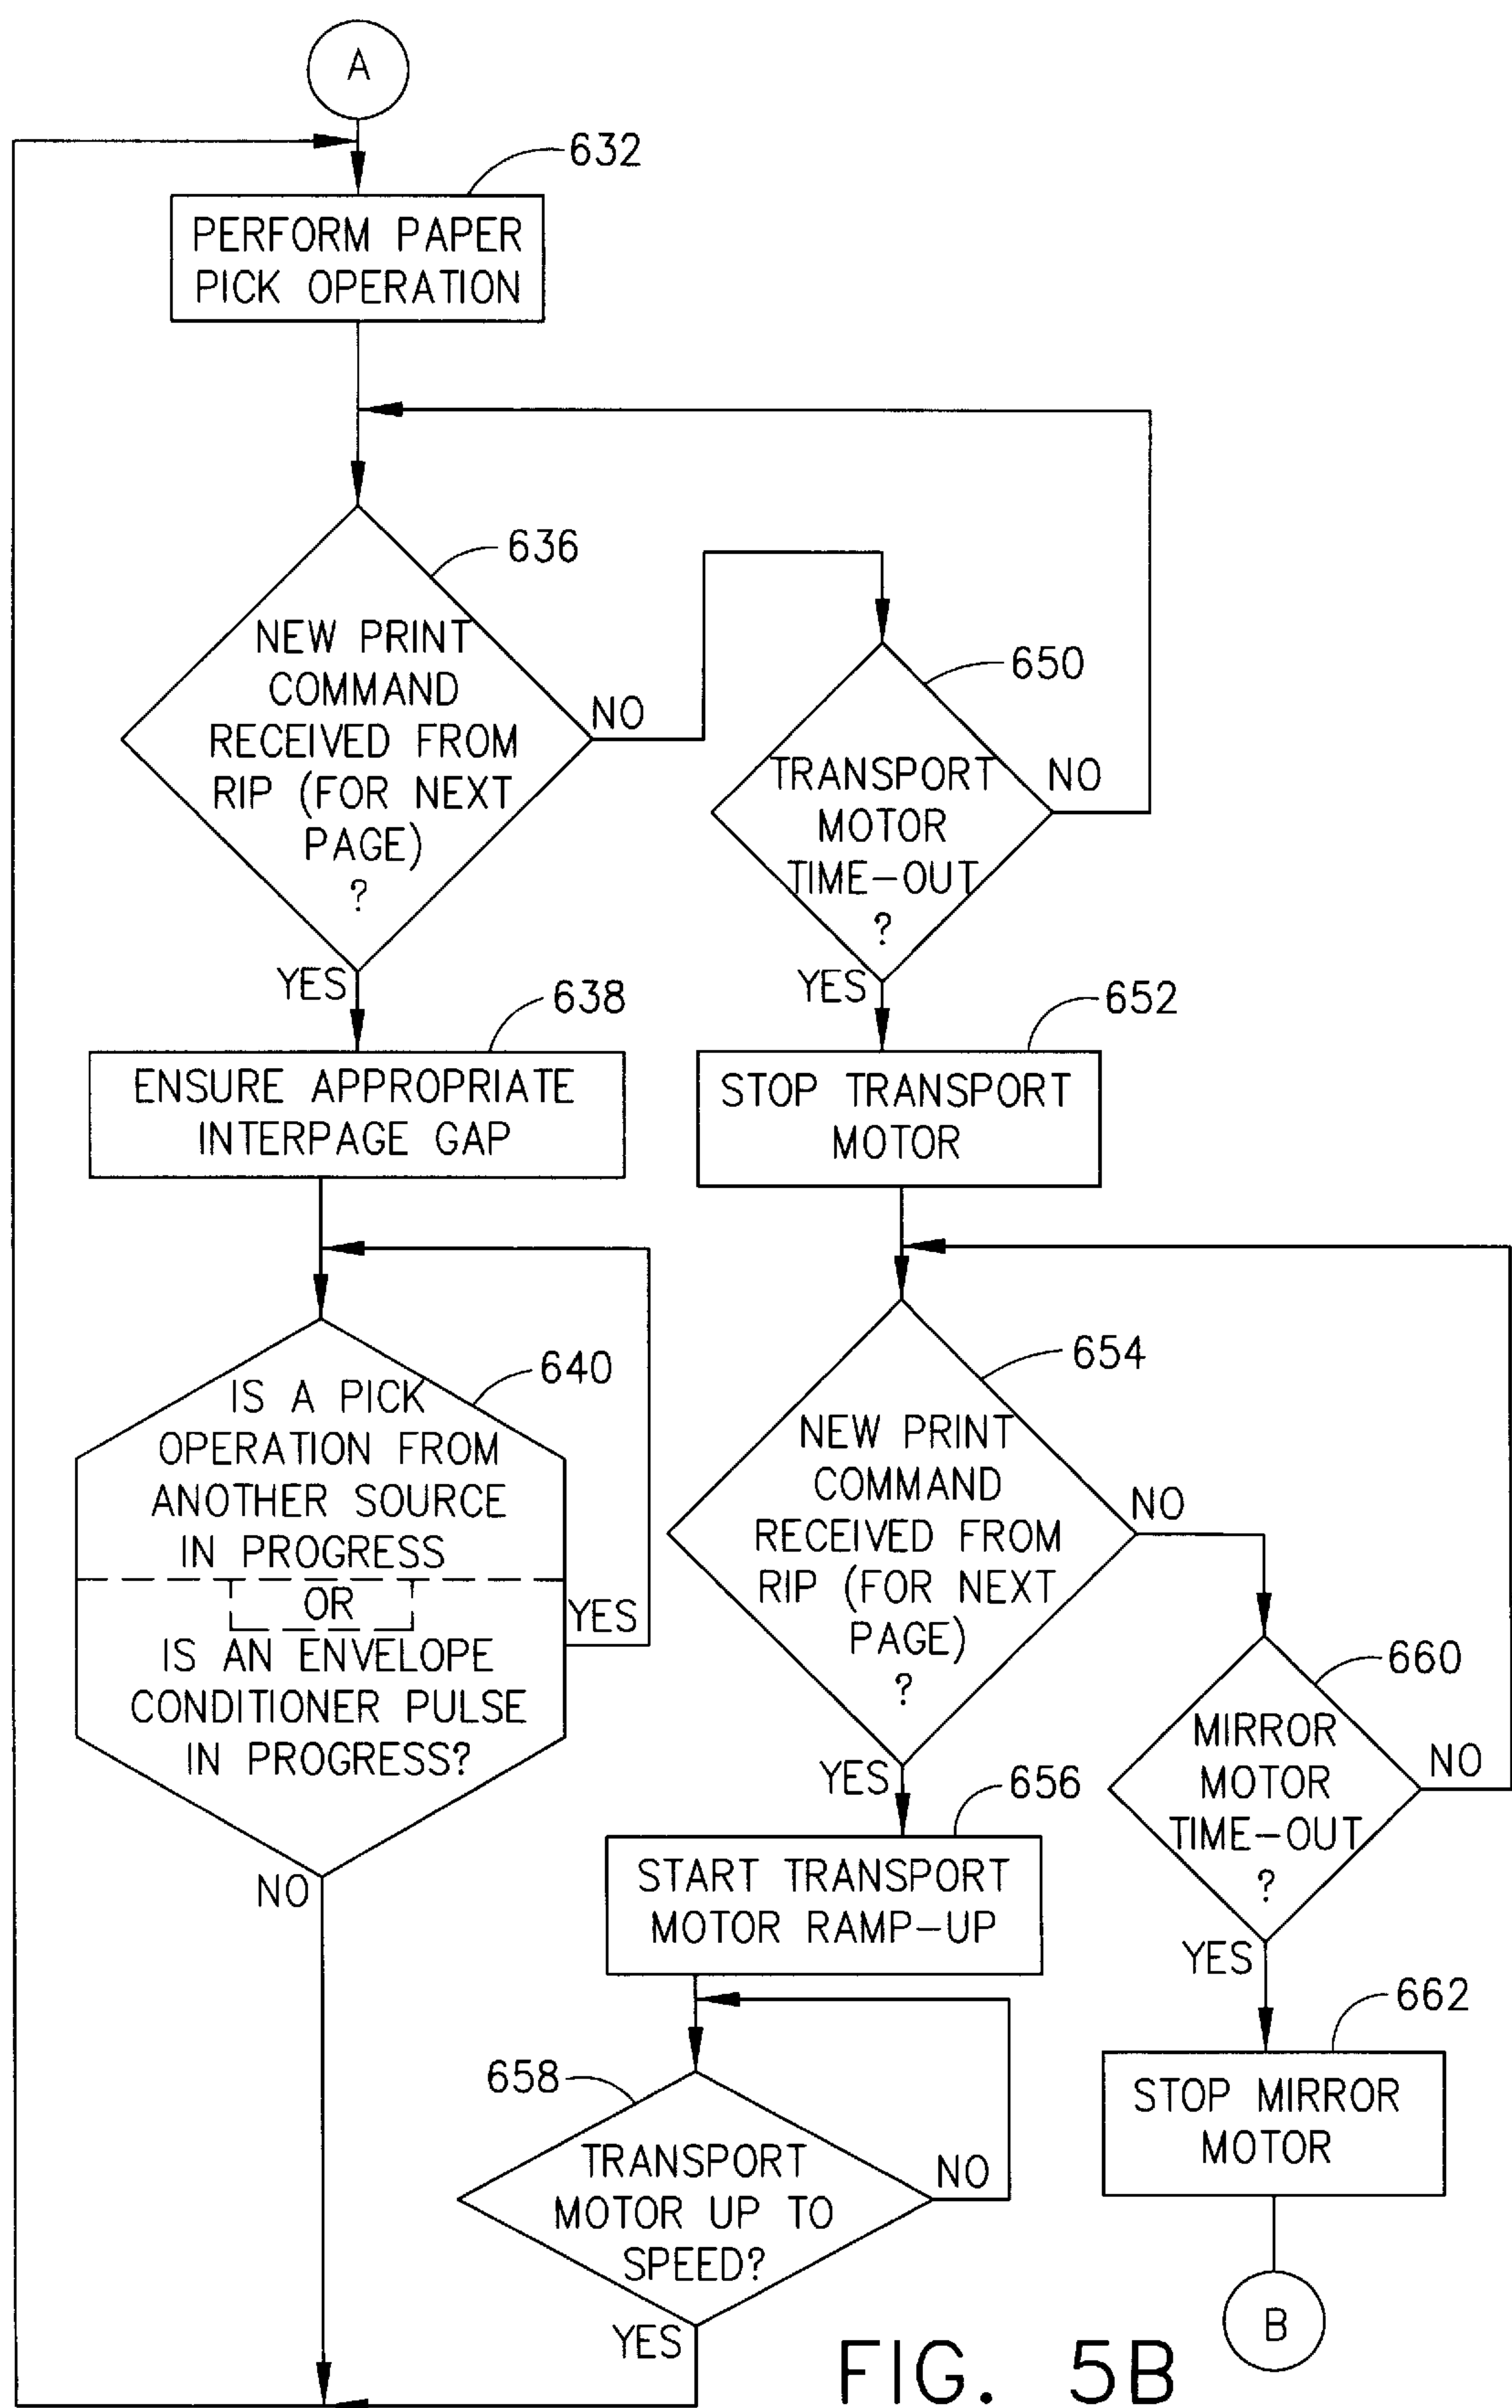 A
632
PERFORM PAPER
PICK OPERATION
636
NEW PRINT
COMMAND
RECEIVED FROM
RIP (FOR NEXT
PAGE)
?
NO
YES
650
TRANSPORT
MOTOR
TIME-OUT
?
NO
YES
638
ENSURE APPROPRIATE
INTERPAGE GAP
652
STOP TRANSPORT
MOTOR
640
IS A PICK
OPERATION FROM
ANOTHER SOURCE
IN PROGRESS
OR
IS AN ENVELOPE
CONDITIONER PULSE
IN PROGRESS?
YES
NO
654
NEW PRINT
COMMAND
RECEIVED FROM
RIP (FOR NEXT
PAGE)
?
NO
YES
660
MIRROR
MOTOR
TIME-OUT
?
NO
YES
656
START TRANSPORT
MOTOR RAMP-UP
658
TRANSPORT
MOTOR UP TO
SPEED?
NO
YES
662
STOP MIRROR
MOTOR
B
FIG. 5B